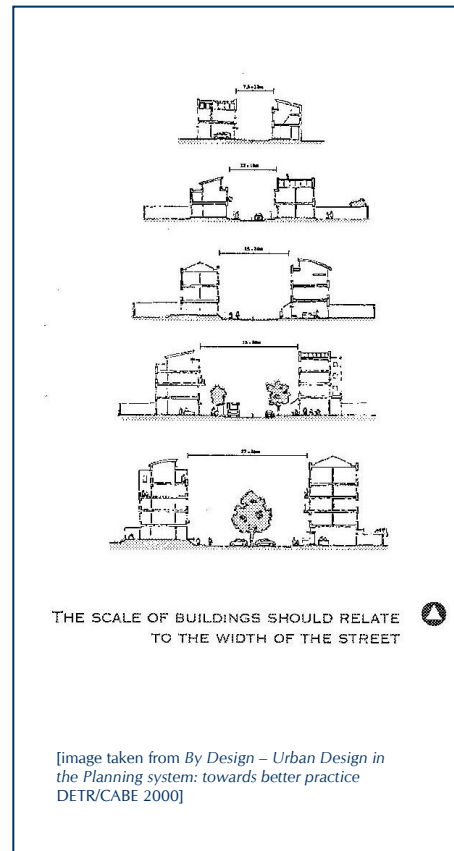 THE SCALE OF BUILDINGS SHOULD RELATE
TO THE WIDTH OF THE STREET
[image taken from By Design – Urban Design in
the Planning system: towards better practice
DETR/CABE 2000]